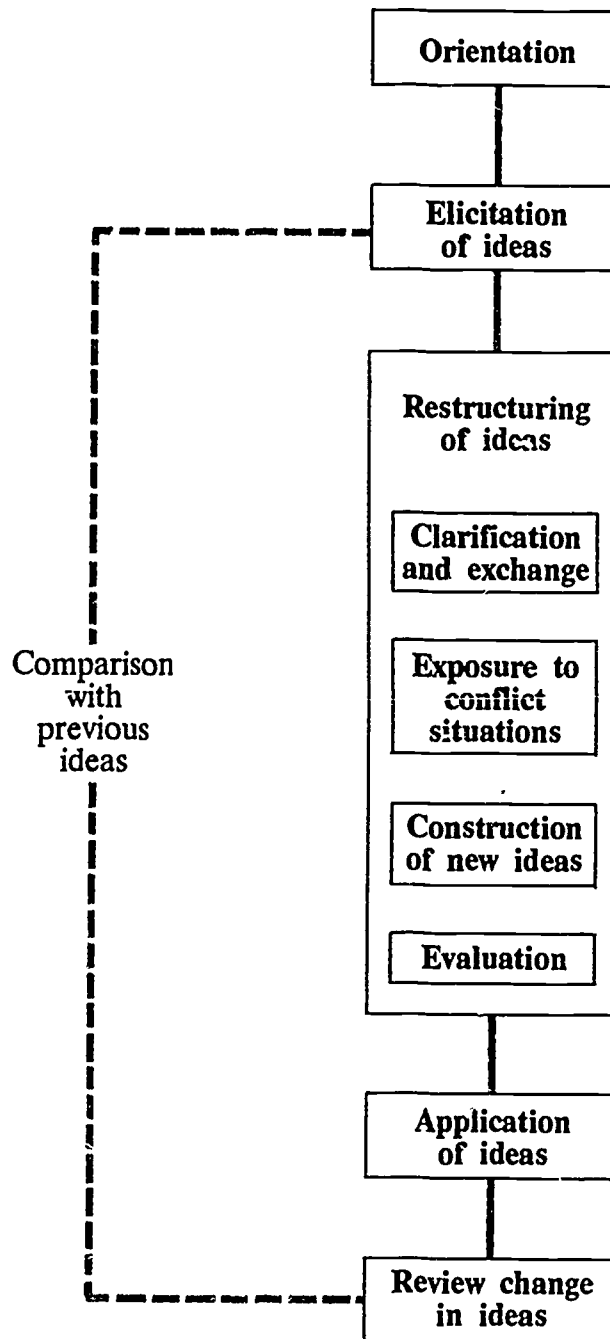 Orientation
Elicitation
of ideas
Restructuring
of ideas
Clarification
and exchange
Exposure to
conflict
situations
Comparison
with
previous
ideas
Construction
of new ideas
Evaluation
Application
of ideas
Review change
in ideas